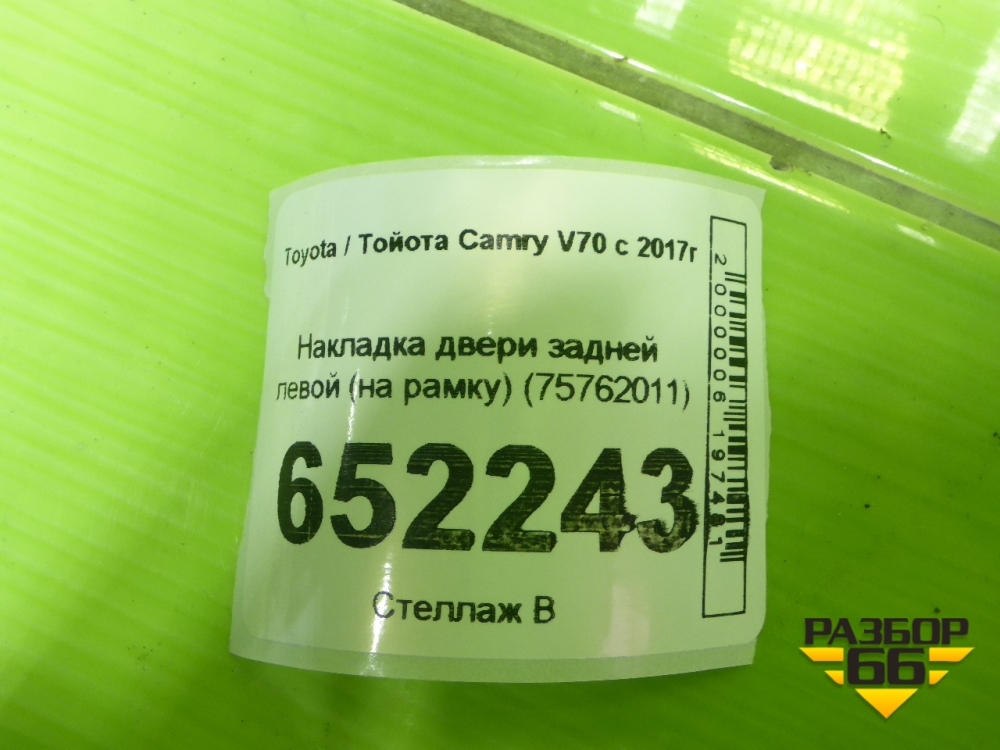 Toyota / Тойота Camry V70 с 2017г
Накладка двери задней
левой (на рамку) (75762011)
652243
Стеллаж В
2000006197481
РАЗБОР
66